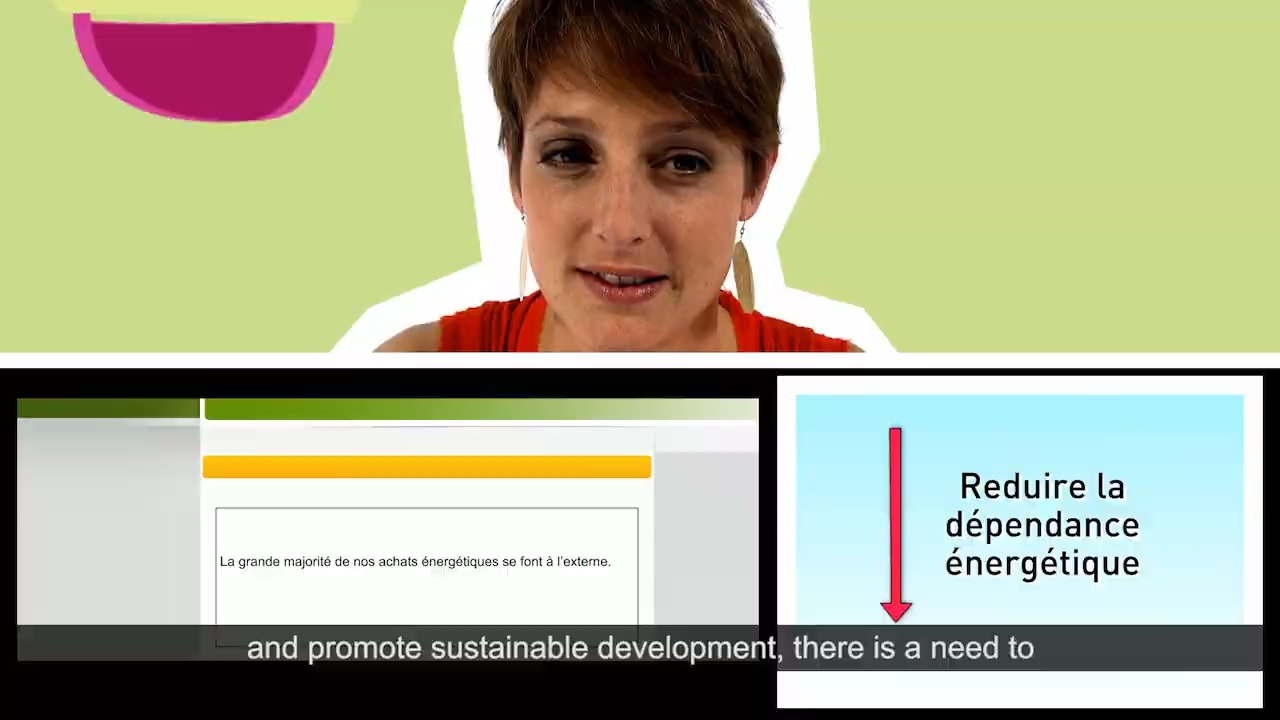 La grande majorité de nos achats énergétiques se font à l'externe.
Reduire la
dépendance
énergétique
and promote sustainable development, there is a need to